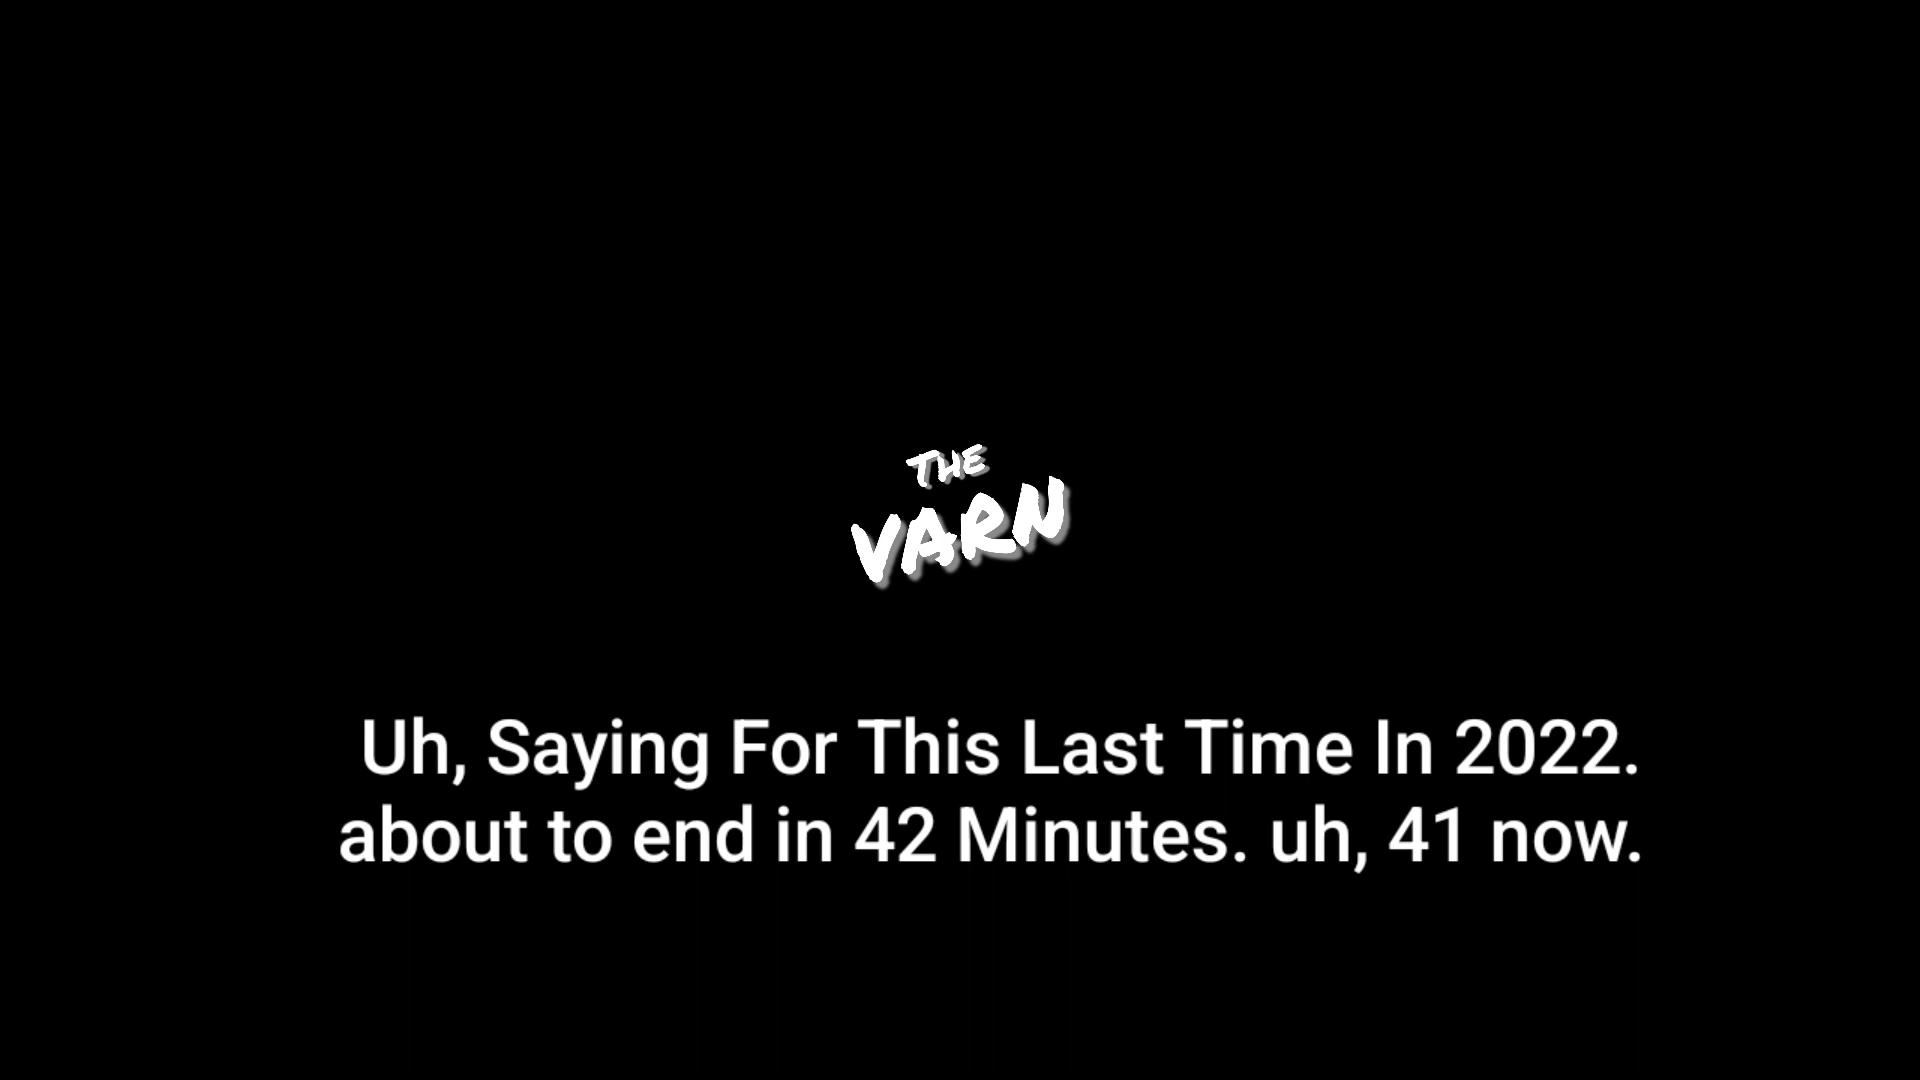 THE
VARN
Uh, Saying For This Last Time In 2022.
about to end in 42 Minutes. uh, 41 now.